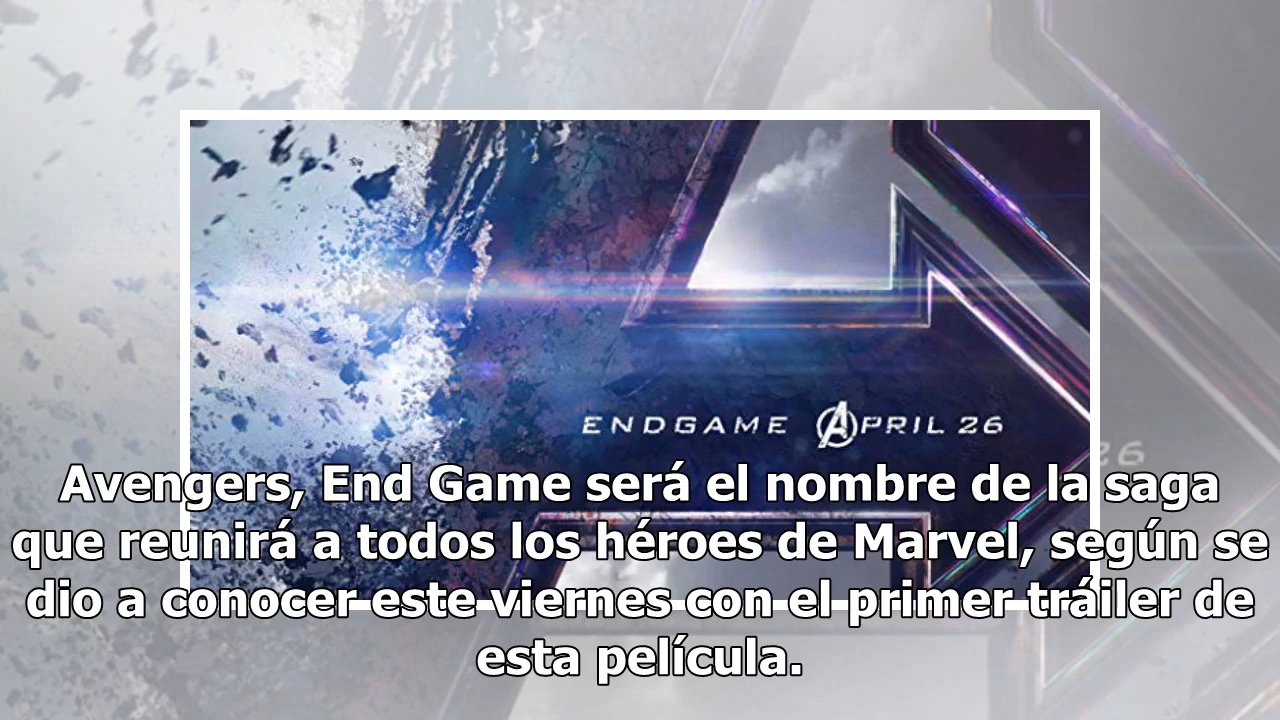 ENDGAME APRIL 26
26
Avengers, End Game será el nombre de la saga
que reunirá a todos los héroes de Marvel, según se
dio a conocer este viernes con el primer tráiler de
esta película.